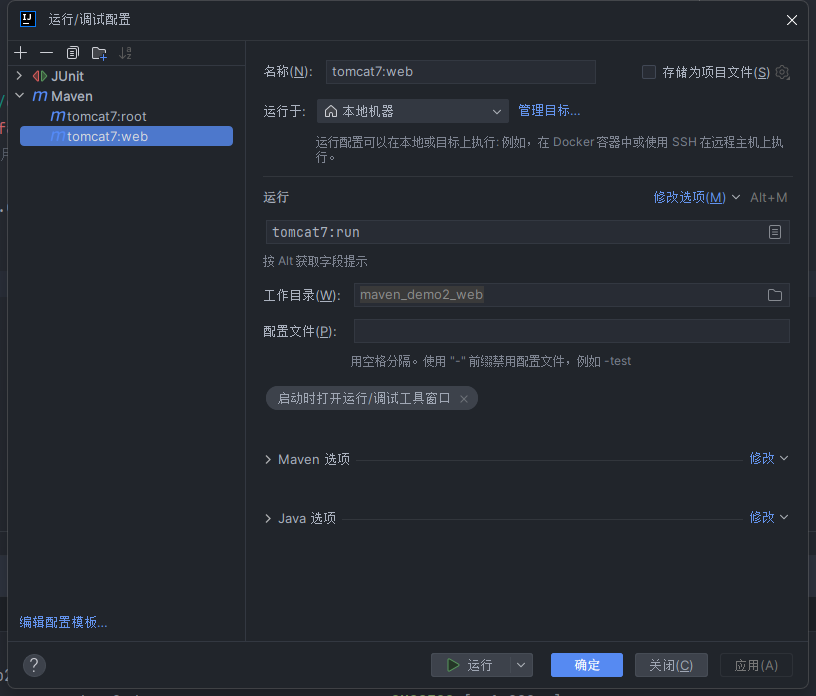 运行/调试配置
JUnit
Maven
tomcat7:root
tomcat7:web
名称(N):
tomcat7:web
存储为项目文件(S)
运行于:
本地机器
管理目标...
运行配置可以在本地或目标上执行: 例如，在 Docker 容器中或使用 SSH 在远程主机上执
行。
运行
修改选项(M)
Alt+M
tomcat7:run
按 Alt 获取字段提示
工作目录(W):
maven_demo2_web
配置文件(P):
用空格分隔。使用 "-" 前缀禁用配置文件，例如 -test
启动时打开运行/调试工具窗口
Maven 选项
修改
Java 选项
修改
编辑配置模板...
?
运行
确定
关闭(C)
应用(A)